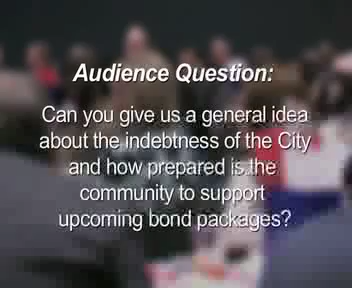 Audience Question:
Can you give us a general idea
about the indebtness of the City
and how prepared is the
community to support
upcoming bond packages?